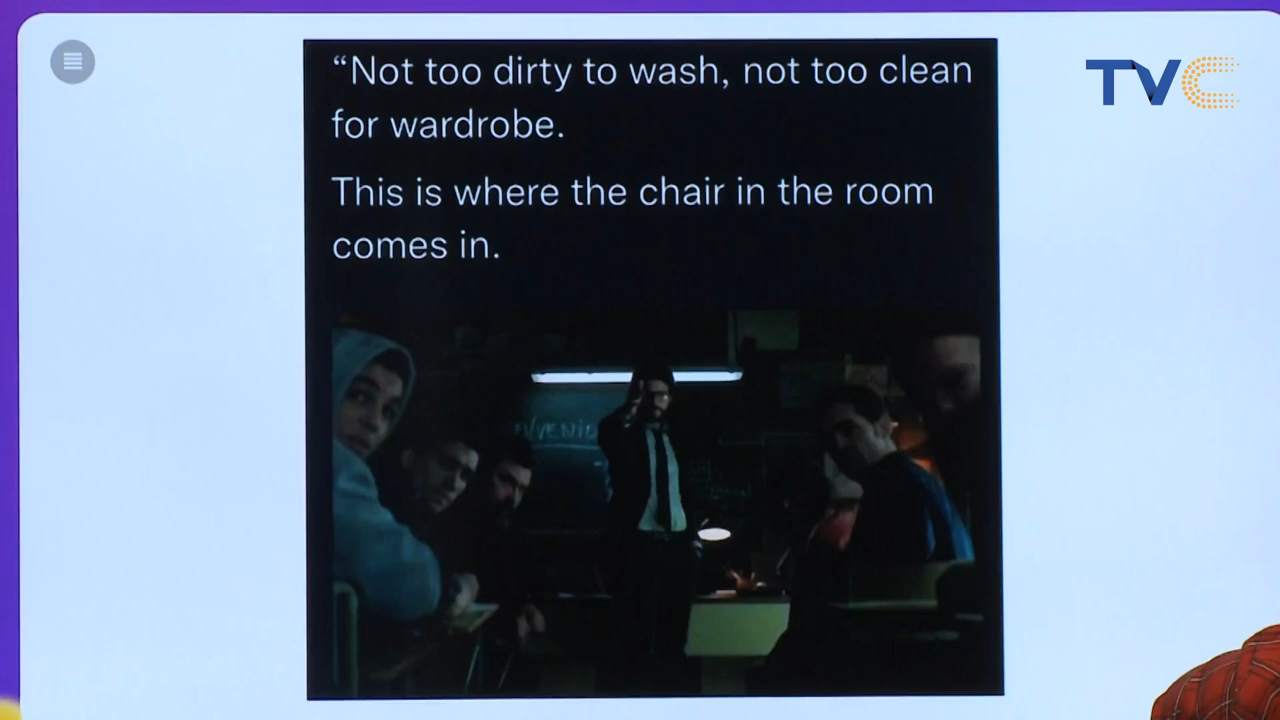 “Not too dirty to wash, not too clean
for wardrobe.
This is where the chair in the room
comes in.
TVC